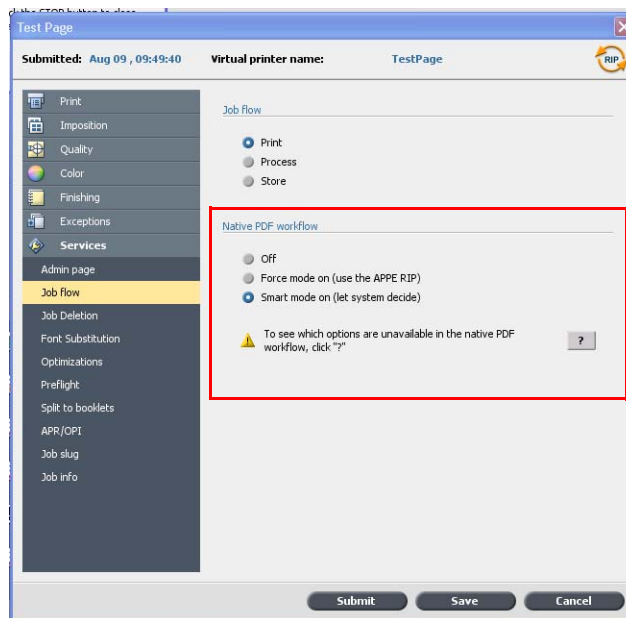 Test Page
Submitted: Aug 09 , 09:49:40 Virtual printer name: TestPage RIP
Print
Imposition
Quality
Color
Finishing
Exceptions
Services
Admin page
Job flow
Job Deletion
Font Substitution
Optimizations
Preflight
Split to booklets
APR/OPI
Job slug
Job info
Job flow
Print
Process
Store
Native PDF workflow
Off
Force mode on (use the APPE RIP)
Smart mode on (let system decide)
To see which options are unavailable in the native PDF
workflow, click "?"
?
Submit Save Cancel